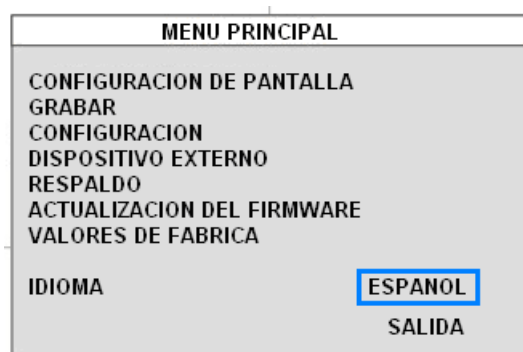 MENU PRINCIPAL
CONFIGURACION DE PANTALLA
GRABAR
CONFIGURACION
DISPOSITIVO EXTERNO
RESPALDO
ACTUALIZACION DEL FIRMWARE
VALORES DE FABRICA
IDIOMA ESPANOL
SALIDA